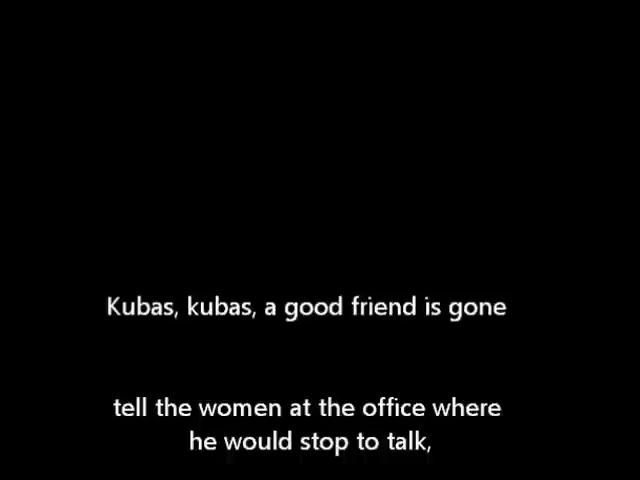 Kubas, kubas, a good friend is gone
tell the women at the office where
he would stop to talk,